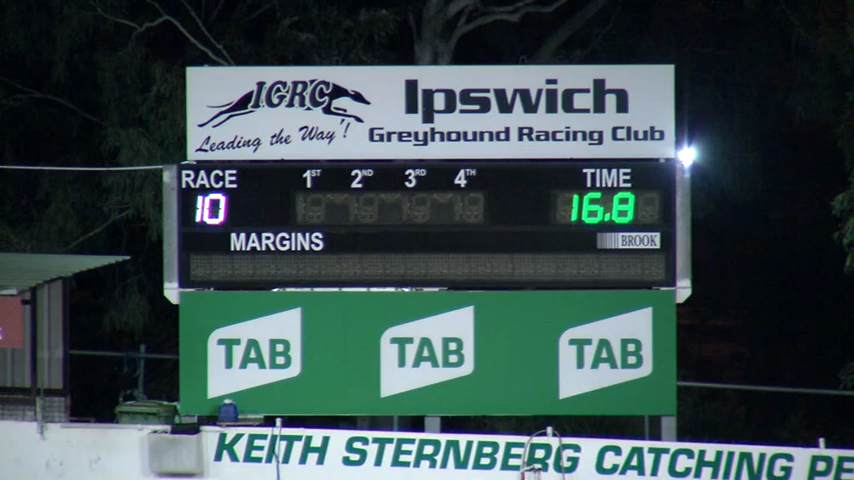 IGRC
Leading the Way'!
Ipswich
Greyhound Racing Club
RACE 1ST 2ND 3RD 4TH TIME
10 16.8
MARGINS BROOK
TAB TAB TAB
KEITH STERNBERG CATCHING